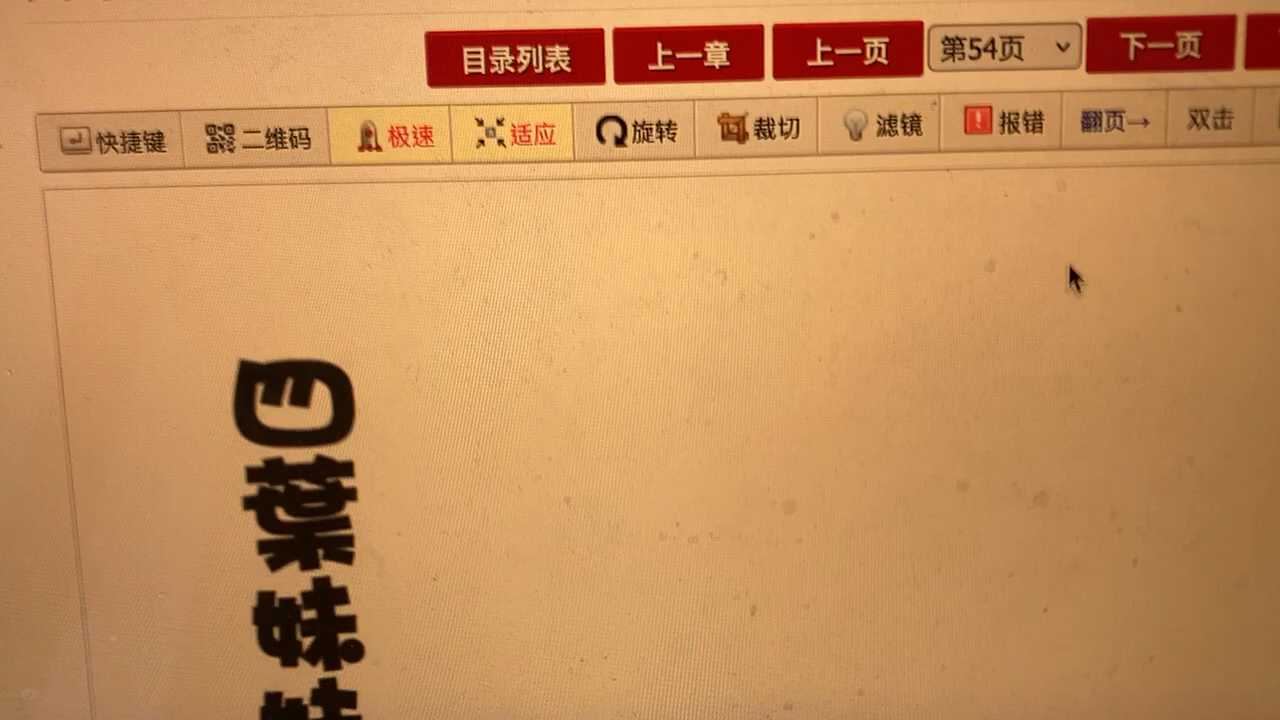 目录列表 上一章 上一页 第54页 下一页
快捷键 二维码 极速 适应 旋转 裁切 滤镜 报错 翻页→ 双击
四葉妹妹